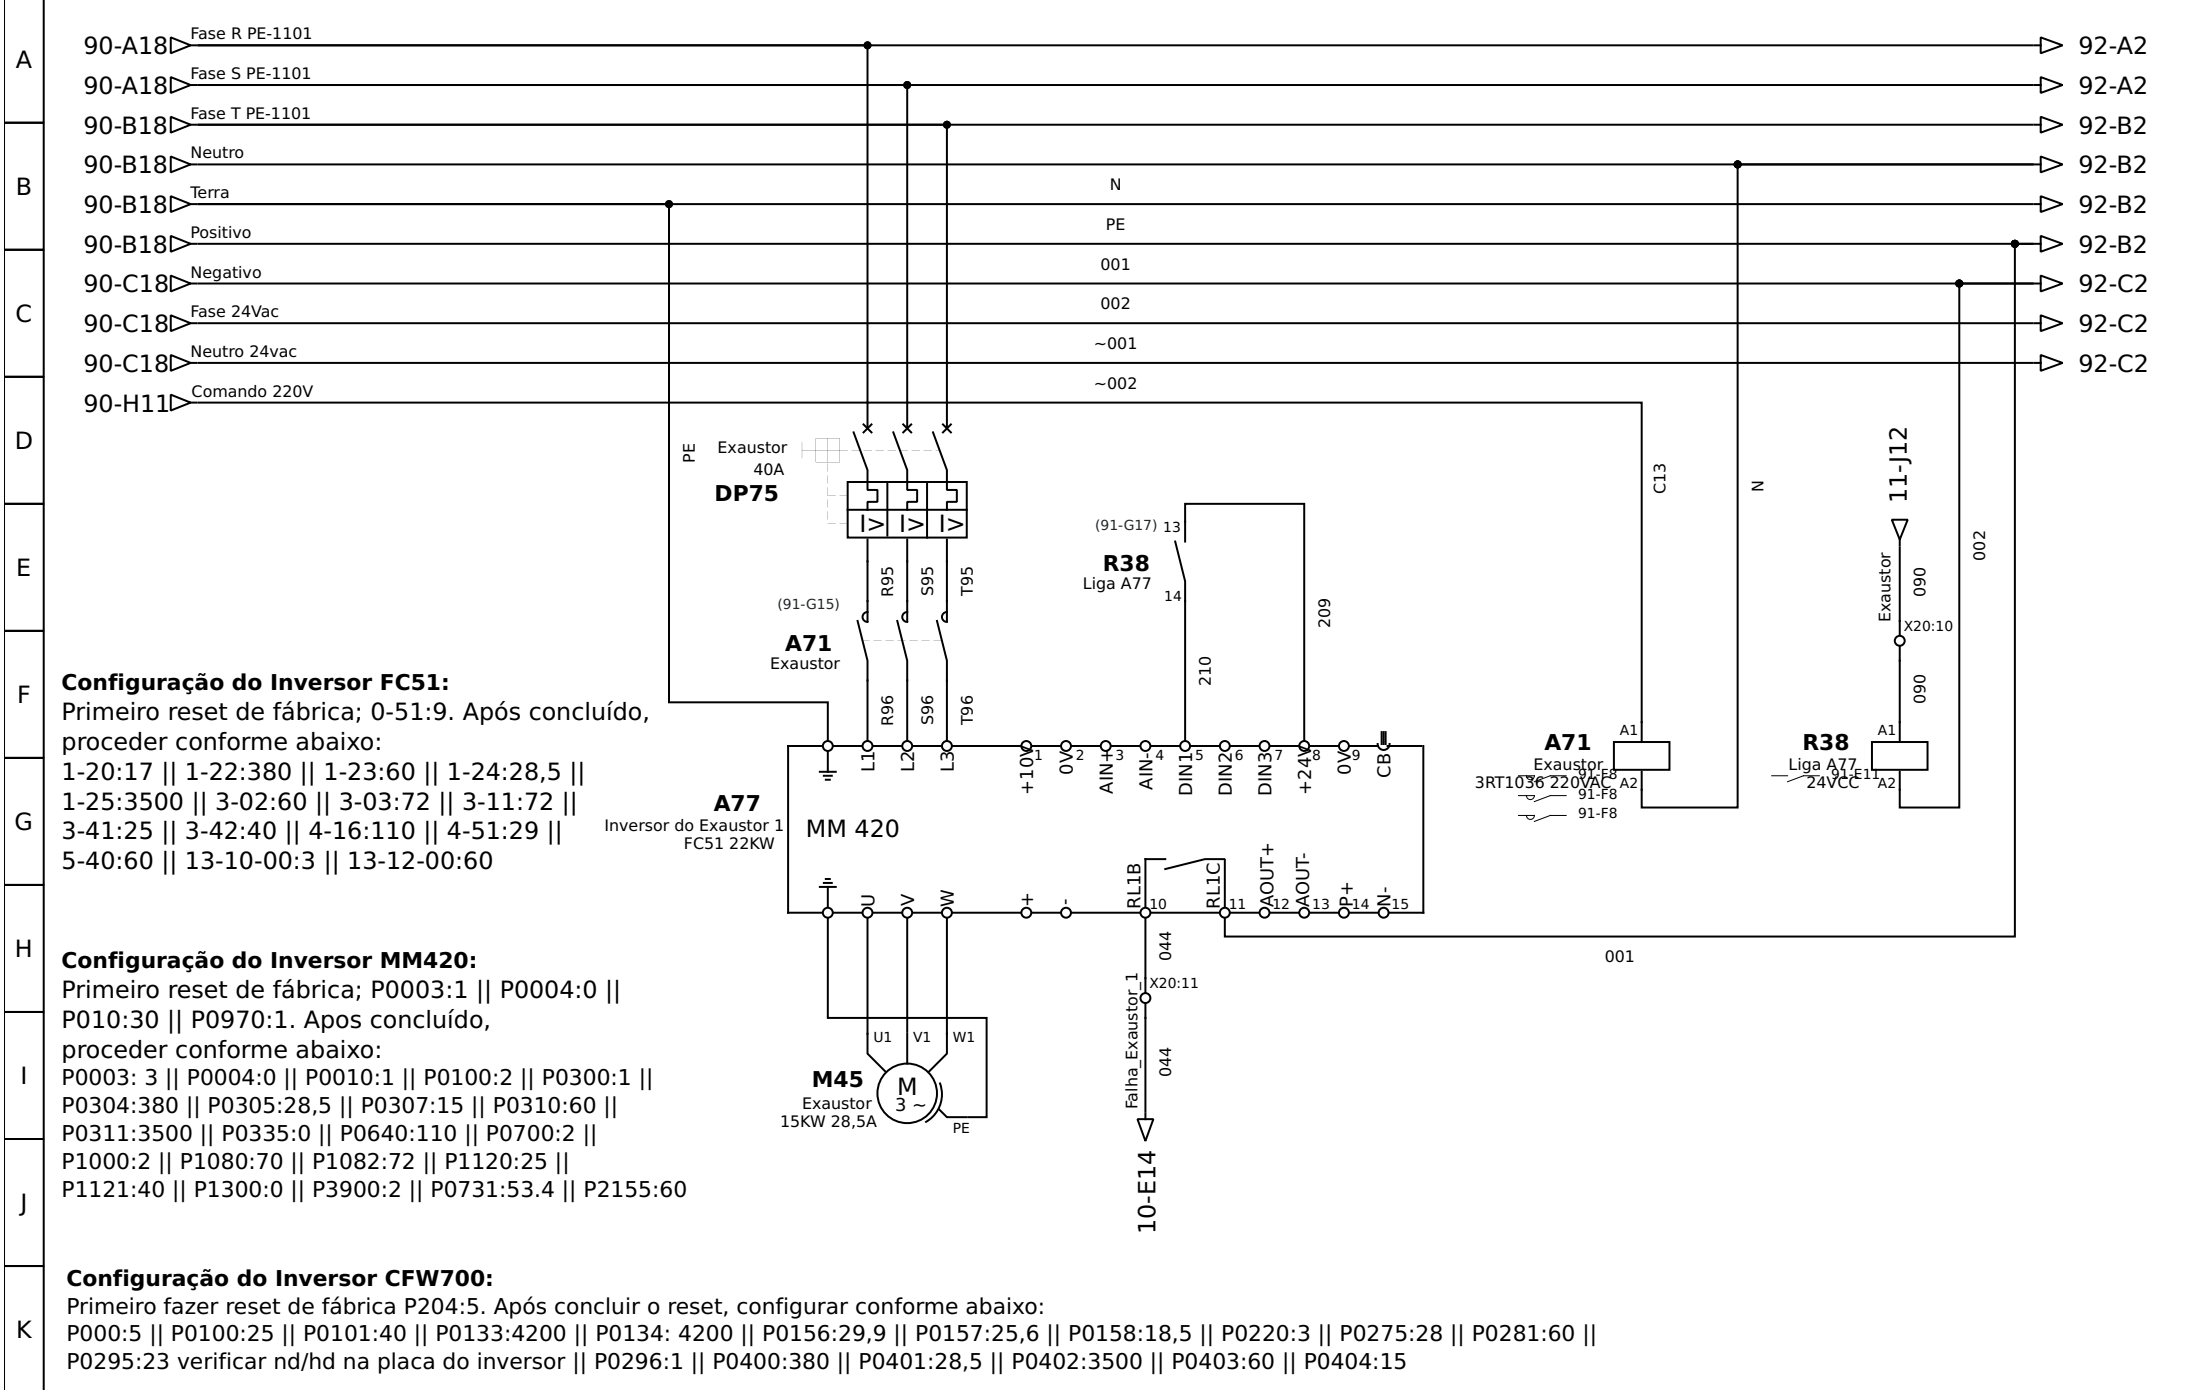 A
B
C
D
E
F
G
H
I
J
K
90-A18 Fase R PE-1101 92-A2
90-A18 Fase S PE-1101 92-A2
90-B18 Fase T PE-1101 92-B2
90-B18 Neutro 92-B2
N
90-B18 Terra 92-B2
PE
90-B18 Positivo 92-B2
001
90-C18 Negativo 92-C2
002
90-C18 Fase 24Vac 92-C2
~001
90-C18 Neutro 24vac 92-C2
~002
90-H11 Comando 220V
PE
Exaustor
40A
DP75
I> I> I>
R95 S95 T95
(91-G15)
A71
Exaustor
R96 S96 T96
(91-G17) 13
R38
Liga A77
14
210
209
C13
N
11-J12
Exaustor
090
X20:10
090
002
A1
A71
Exaustor
3RT1036 220VAC A2
91-F8
91-F8
91-F8
A1
R38
Liga A77
24VCC A2
91-E11
L1 L2 L3 +10V 1 0V 2 AIN+ 3 AIN- 4 DIN1 5 DIN2 6 DIN3 7 +24V 8 0V 9 CB
A77
Inversor do Exaustor 1
FC51 22KW
MM 420
U V W + - RL1B 10 RL1C 11 AOUT+ 12 AOUT- 13 P+ 14 N- 15
001
044
X20:11
Falha_Exaustor_1
044
10-E14
U1 V1 W1
M45
Exaustor
15KW 28,5A
M
3 ~
PE
Configuração do Inversor FC51:
Primeiro reset de fábrica; 0-51:9. Após concluído,
proceder conforme abaixo:
1-20:17 || 1-22:380 || 1-23:60 || 1-24:28,5 ||
1-25:3500 || 3-02:60 || 3-03:72 || 3-11:72 ||
3-41:25 || 3-42:40 || 4-16:110 || 4-51:29 ||
5-40:60 || 13-10-00:3 || 13-12-00:60
Configuração do Inversor MM420:
Primeiro reset de fábrica; P0003:1 || P0004:0 ||
P010:30 || P0970:1. Apos concluído,
proceder conforme abaixo:
P0003: 3 || P0004:0 || P0010:1 || P0100:2 || P0300:1 ||
P0304:380 || P0305:28,5 || P0307:15 || P0310:60 ||
P0311:3500 || P0335:0 || P0640:110 || P0700:2 ||
P1000:2 || P1080:70 || P1082:72 || P1120:25 ||
P1121:40 || P1300:0 || P3900:2 || P0731:53.4 || P2155:60
Configuração do Inversor CFW700:
Primeiro fazer reset de fábrica P204:5. Após concluir o reset, configurar conforme abaixo:
P000:5 || P0100:25 || P0101:40 || P0133:4200 || P0134: 4200 || P0156:29,9 || P0157:25,6 || P0158:18,5 || P0220:3 || P0275:28 || P0281:60 ||
P0295:23 verificar nd/hd na placa do inversor || P0296:1 || P0400:380 || P0401:28,5 || P0402:3500 || P0403:60 || P0404:15